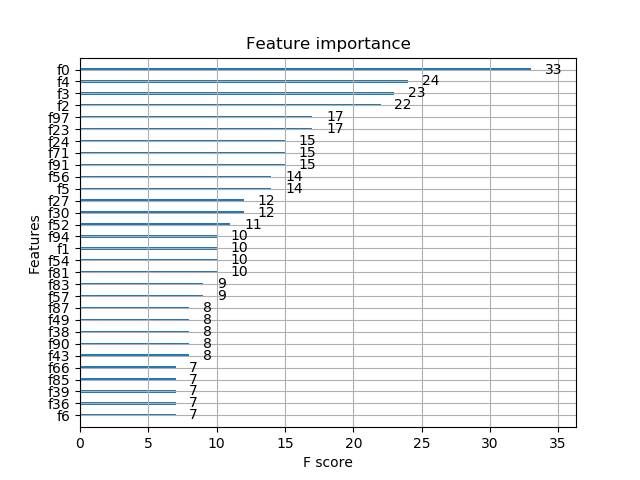 Feature importance
f0 33
f4 24
f3 23
f2 22
f97 17
f23 17
f24 15
f71 15
f91 15
f56 14
f5 14
f27 12
f30 12
f52 11
f94 10
f1 10
f54 10
f81 10
f83 9
f57 9
f87 8
f49 8
f38 8
f90 8
f43 8
f66 7
f85 7
f39 7
f36 7
f6 7
Features
0 5 10 15 20 25 30 35
F score